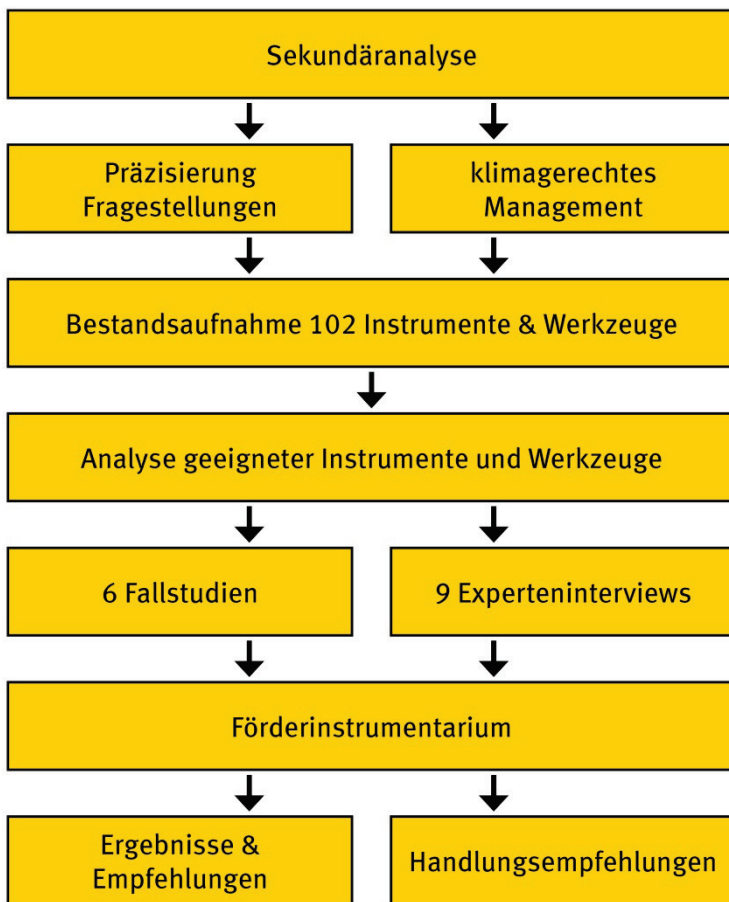 Sekundäranalyse
Präzisierung
Fragestellungen
klimagerechtes
Management
Bestandsaufnahme 102 Instrumente & Werkzeuge
Analyse geeigneter Instrumente und Werkzeuge
6 Fallstudien
9 Experteninterviews
Förderinstrumentarium
Ergebnisse &
Empfehlungen
Handlungsempfehlungen